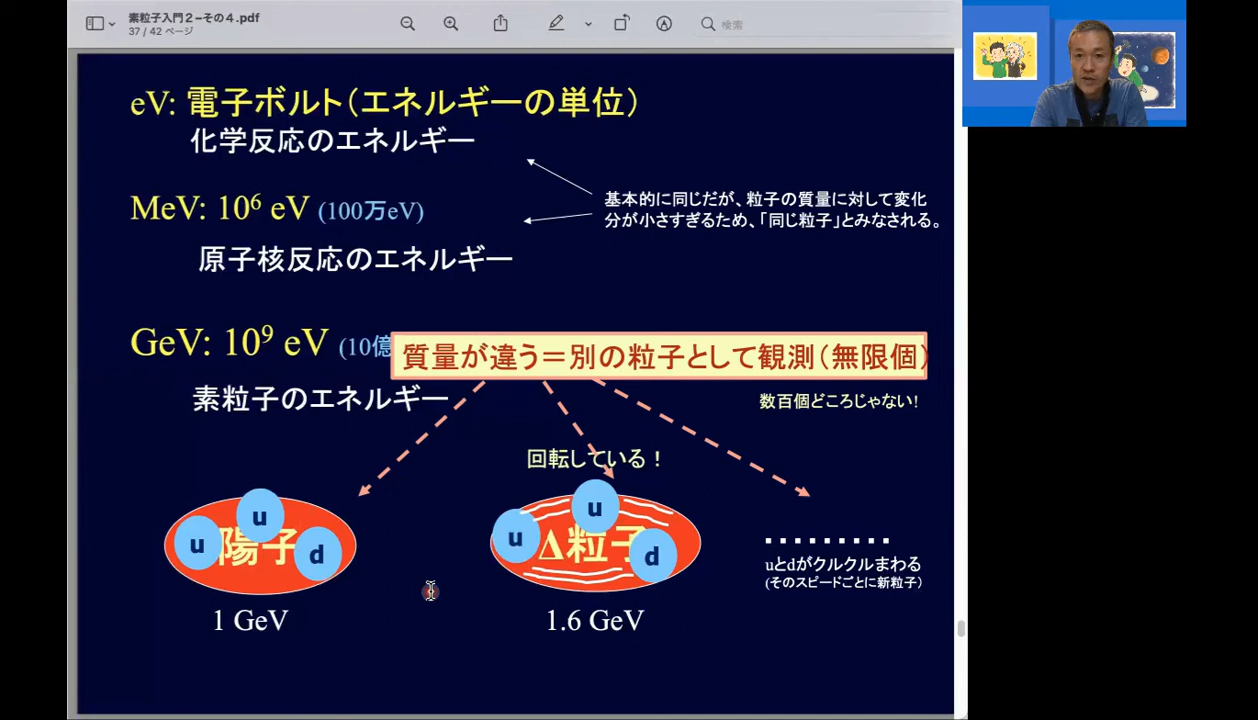 素粒子入門２−その４.pdf
37 / 42 ページ
検索
eV: 電子ボルト（エネルギーの単位）
化学反応のエネルギー
基本的に同じだが、粒子の質量に対して変化
分が小さすぎるため、「同じ粒子」とみなされる。
MeV: 10⁶ eV (100万eV)
原子核反応のエネルギー
GeV: 10⁹ eV (10億
質量が違う＝別の粒子として観測（無限個）
素粒子のエネルギー
数百個どころじゃない!
回転している！
u
u
陽子
d
u
u
Δ粒子
d
uとdがクルクルまわる
(そのスピードごとに新粒子)
1 GeV
1.6 GeV